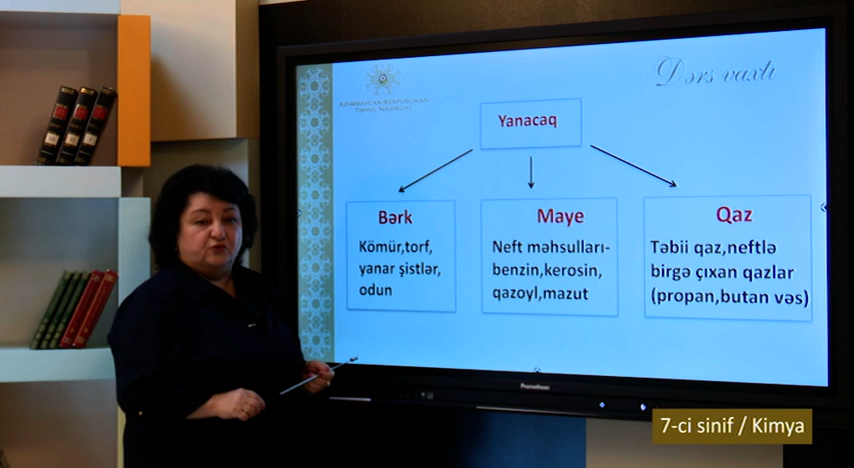 Dərs vaxtı
AZƏRBAYCAN RESPUBLİKASI
TƏHSİL NAZİRLİYİ
Yanacaq
Bərk
Kömür,torf,
yanar şistlər,
odun
Maye
Neft məhsulları-
benzin,kerosin,
qazoyl,mazut
Qaz
Təbii qaz,neftlə
birgə çıxan qazlar
(propan,butan vəs)
Promethean
7-ci sinif / Kimya